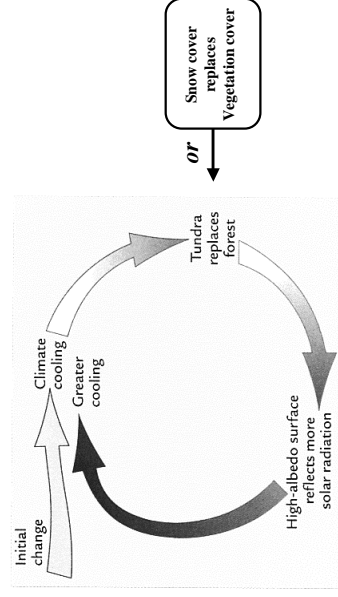 Initial
change
Climate
cooling
Greater
cooling
Tundra
replaces
forest
High-albedo surface
reflects more
solar radiation
or
Snow cover
replaces
Vegetation cover